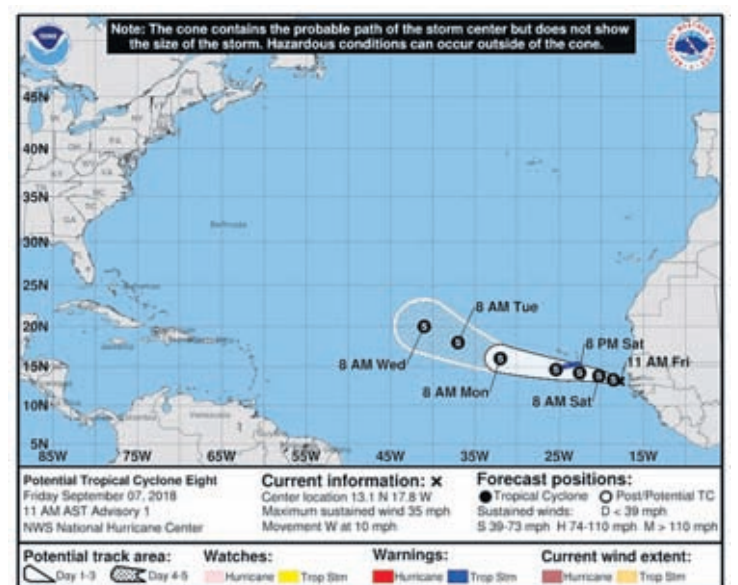 Note: The cone contains the probable path of the storm center but does not show
the size of the storm. Hazardous conditions can occur outside of the cone.
45N
40N
35N
30N
Bermuda
25N
20N
15N
10N
5N
8 AM Tue
8 AM Wed
8 PM Sat
11 AM Fri
8 AM Mon
8 AM Sat
Venezuela
85W 75W 65W 55W 45W 35W 25W 15W
Potential Tropical Cyclone Eight
Friday September 07, 2018
11 AM AST Advisory 1
NWS National Hurricane Center
Current information: x
Center location 13.1 N 17.8 W
Maximum sustained wind 35 mph
Movement W at 10 mph
Forecast positions:
Tropical Cyclone Post/Potential TC
Sustained winds: D < 39 mph
S 39-73 mph H 74-110 mph M > 110 mph
Potential track area:
Day 1-3 Day 4-5
Watches:
Hurricane Trop Stm
Warnings:
Hurricane Trop Stm
Current wind extent:
Hurricane Trop Stm